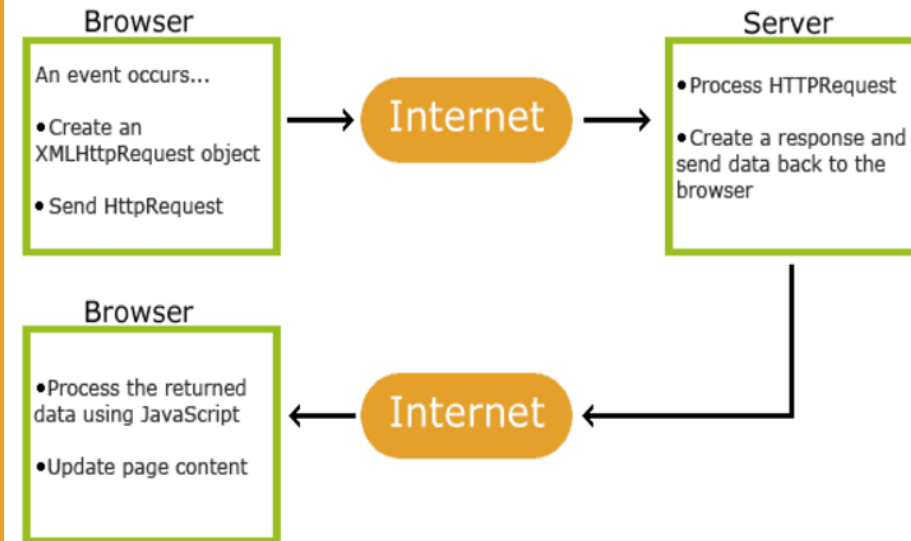 Browser
An event occurs...
•Create an
XMLHttpRequest object
• Send HttpRequest
Internet
Server
•Process HTTPRequest
•Create a response and
send data back to the
browser
Browser
•Process the returned
data using JavaScript
•Update page content
Internet